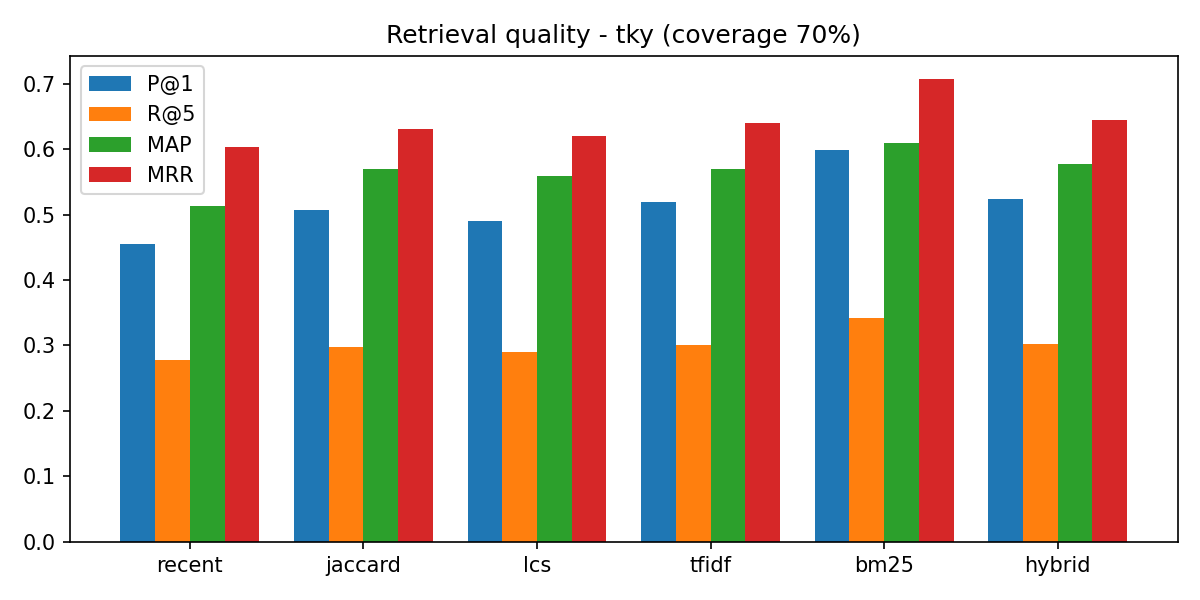 Retrieval quality - tky (coverage 70%)
P@1
R@5
MAP
MRR
0.7
0.6
0.5
0.4
0.3
0.2
0.1
0.0
recent jaccard lcs tfidf bm25 hybrid